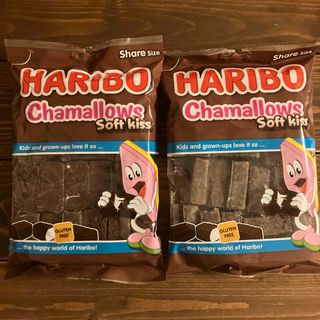 Share Size
HARIBO
Chamallows
Soft kiss
Kids and grown-ups love it so ...
GLUTEN
FREE
... the happy world of Haribo!
Share Size
HARIBO
Chamallows
Soft kiss
Kids and grown-ups love it so ...
GLUTEN
FREE
... the happy world of Haribo!